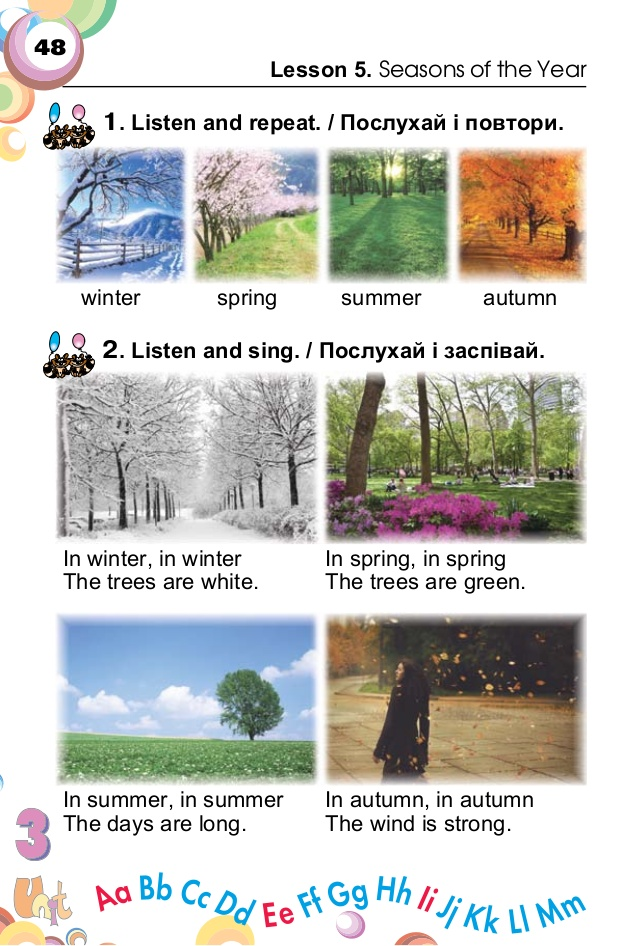 48
Lesson 5. Seasons of the Year
1. Listen and repeat. / Послухай і повтори.
winter spring summer autumn
2. Listen and sing. / Послухай і заспівай.
In winter, in winter
The trees are white.
In spring, in spring
The trees are green.
In summer, in summer
The days are long.
In autumn, in autumn
The wind is strong.
3
Unit
Aa Bb Cc Dd Ee Ff Gg Hh Ii Jj Kk Ll Mm